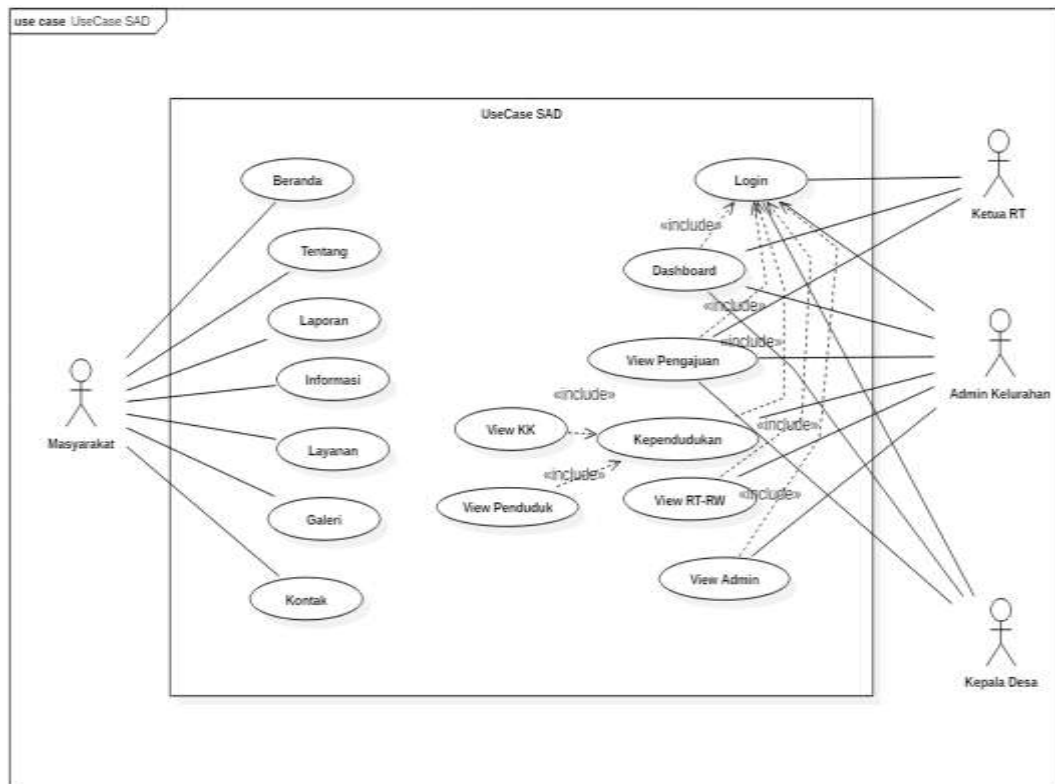 use case UseCase SAD
UseCase SAD
Beranda
Tentang
Laporan
Informasi
Layanan
Galeri
Kontak
Masyarakat
Login
«include»
Dashboard
«include»
«include»
View Pengajuan
«include»
View KK
Kependudukan
«include»
«include»
View Penduduk
View RT-RW
«include»
View Admin
Ketua RT
Admin Kelurahan
Kepala Desa